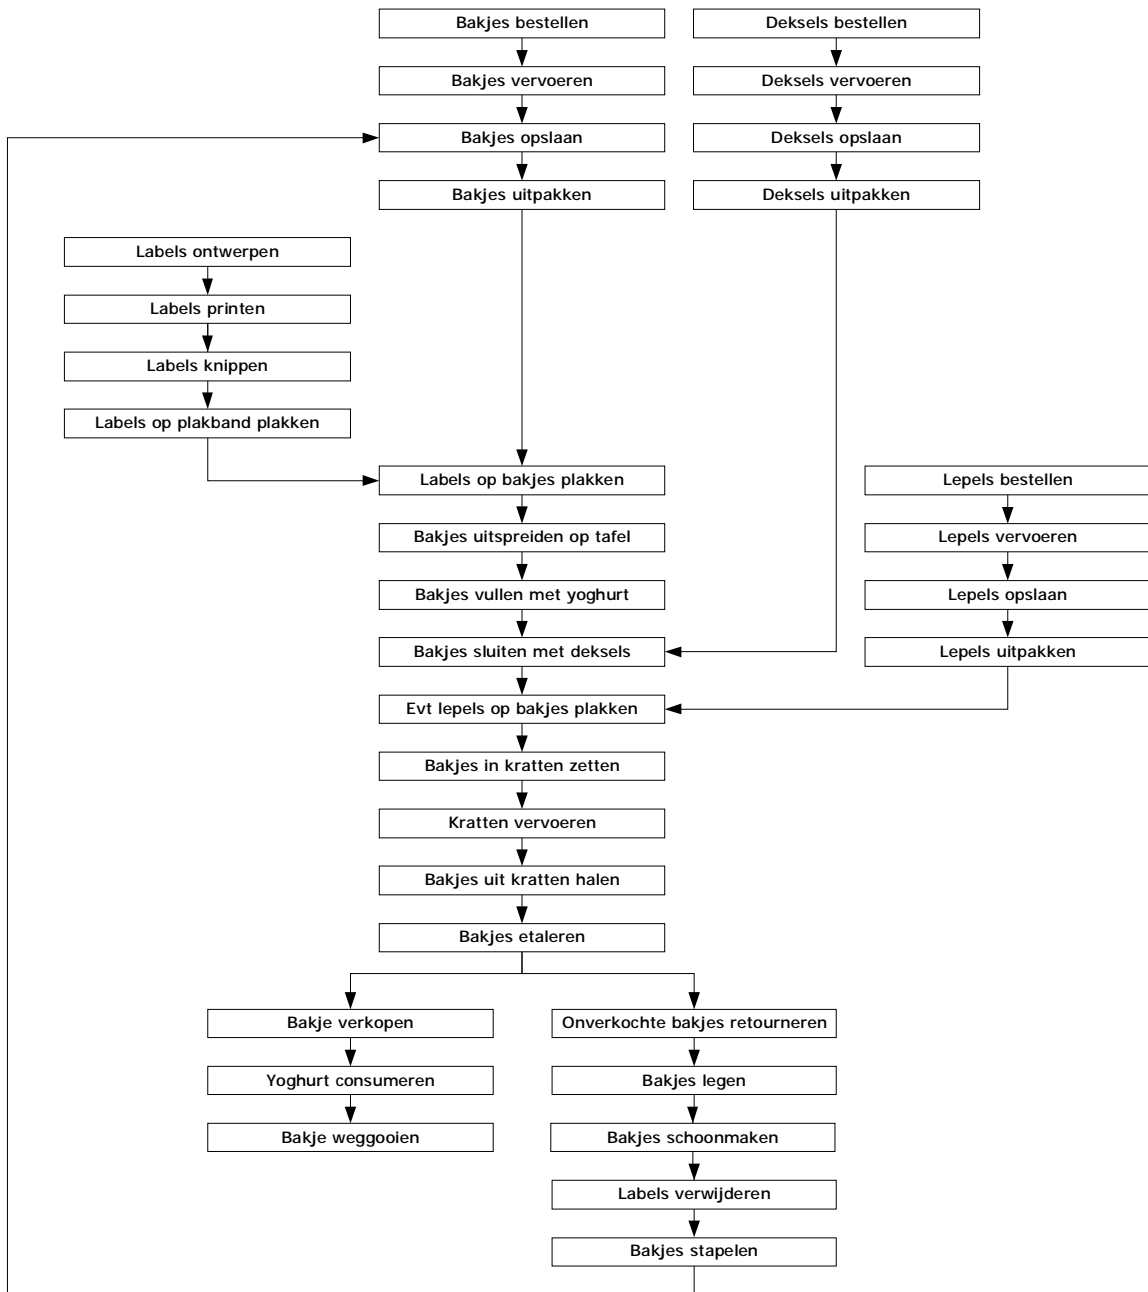 Bakjes bestellen
Deksels bestellen
Bakjes vervoeren
Deksels vervoeren
Bakjes opslaan
Deksels opslaan
Bakjes uitpakken
Deksels uitpakken
Labels ontwerpen
Labels printen
Labels knippen
Labels op plakband plakken
Labels op bakjes plakken
Lepels bestellen
Bakjes uitspreiden op tafel
Lepels vervoeren
Bakjes vullen met yoghurt
Lepels opslaan
Bakjes sluiten met deksels
Lepels uitpakken
Evt lepels op bakjes plakken
Bakjes in kratten zetten
Kratten vervoeren
Bakjes uit kratten halen
Bakjes etaleren
Bakje verkopen
Onverkochte bakjes retourneren
Yoghurt consumeren
Bakjes legen
Bakje weggooien
Bakjes schoonmaken
Labels verwijderen
Bakjes stapelen